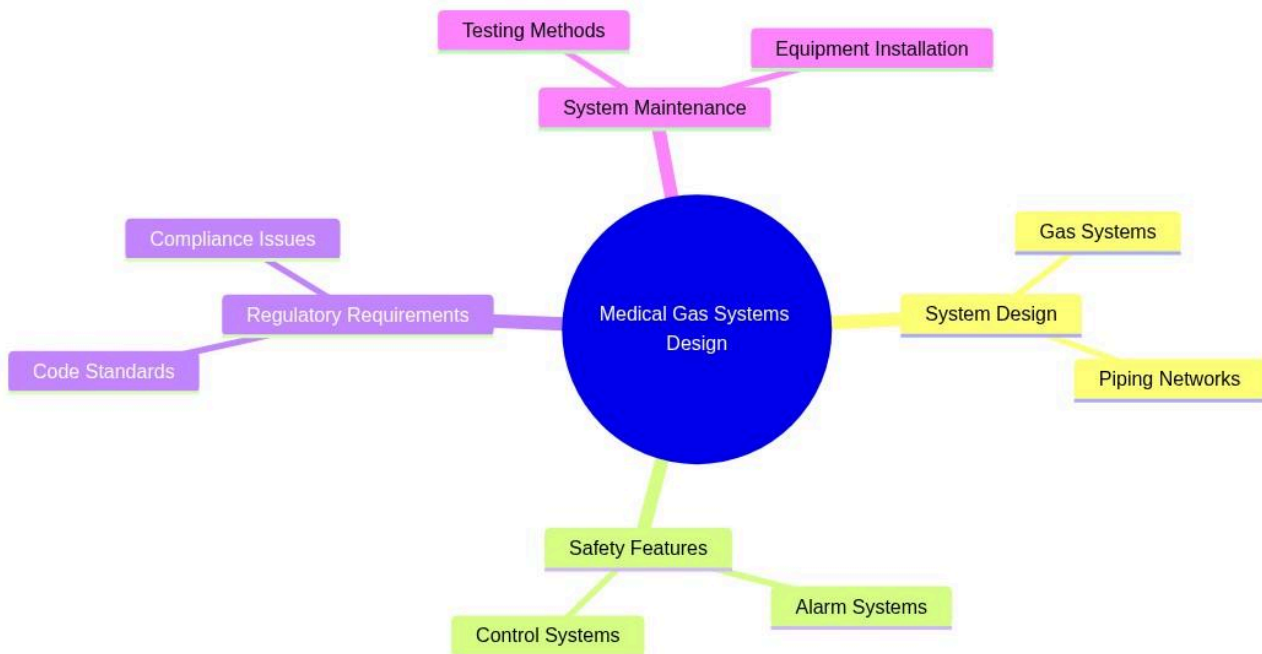 Testing Methods
Equipment Installation
System Maintenance
Compliance Issues
Regulatory Requirements
Code Standards
Medical Gas Systems
Design
Gas Systems
System Design
Piping Networks
Safety Features
Alarm Systems
Control Systems